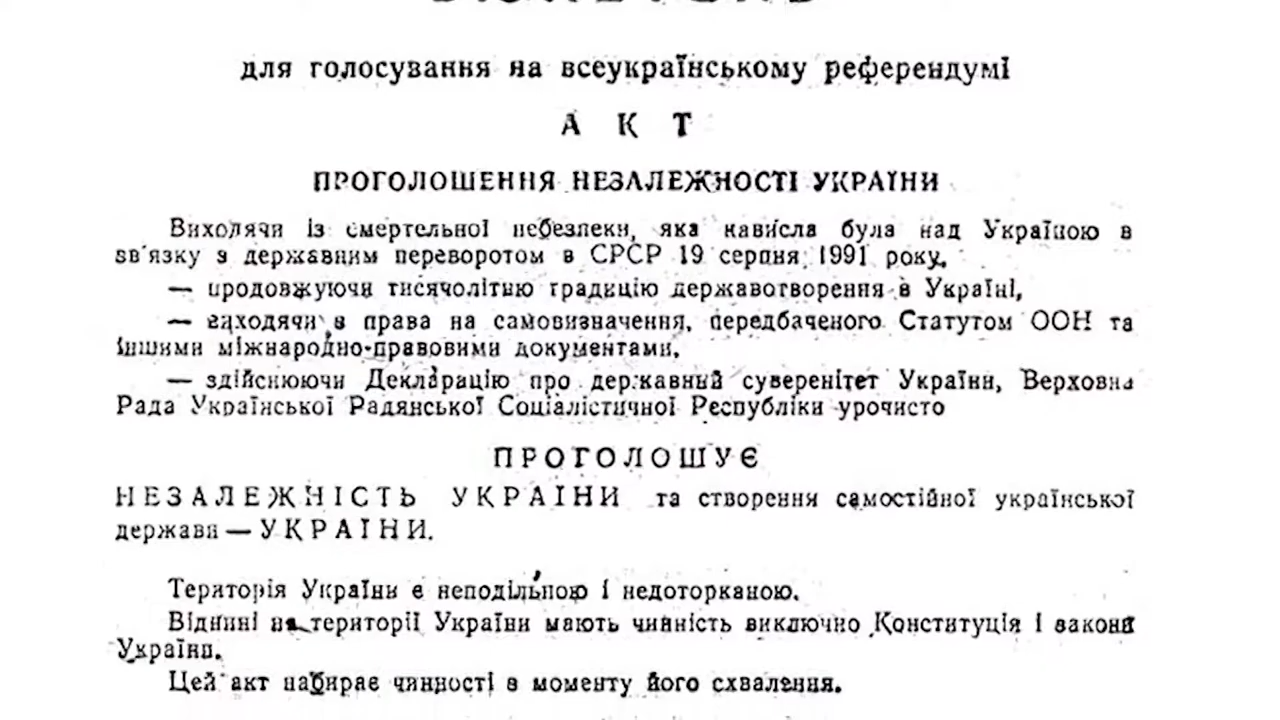 для голосування на всеукраїнському референдумі
А К Т
ПРОГОЛОШЕННЯ НЕЗАЛЕЖНОСТІ УКРАЇНИ
Виходячи із смертельної небезпеки, яка нависла була над Україною в
зв'язку з державним переворотом в СРСР 19 серпня 1991 року,
— продовжуючи тисячолітню традицію державотворення в Україні,
— виходячи з права на самовизначення, передбаченого Статутом ООН та
іншими міжнародно-правовими документами,
— здійснюючи Декларацію про державний суверенітет України, Верховна
Рада Української Радянської Соціалістичної Республіки урочисто
ПРОГОЛОШУЄ
НЕЗАЛЕЖНІСТЬ УКРАЇНИ та створення самостійної української
держави — УКРАЇНИ.
Територія України є неподільною і недоторканою.
Віднині на території України мають чинність виключно Конституція і закони
України.
Цей акт набирає чинності з моменту його схвалення.